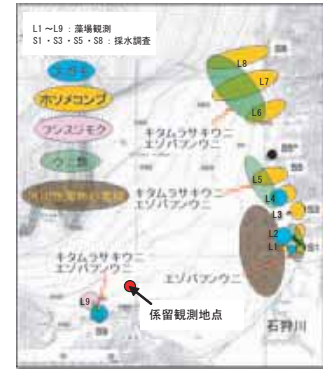 L1～L9：藻場観測
S1・S3・S5・S8：採水調査
スガモ
ホソメコンブ
フシスジモク
ウニ類
S8
L8
L7
L6
キタムラサキウニ
エゾバフンウニ
S5
L5
キタムラサキウニ
エゾバフンウニ
L4
L3
S3
L2
L1
S1
キタムラサキウニ
エゾバフンウニ
エゾバフンウニ
L9
係留観測地点
石狩川